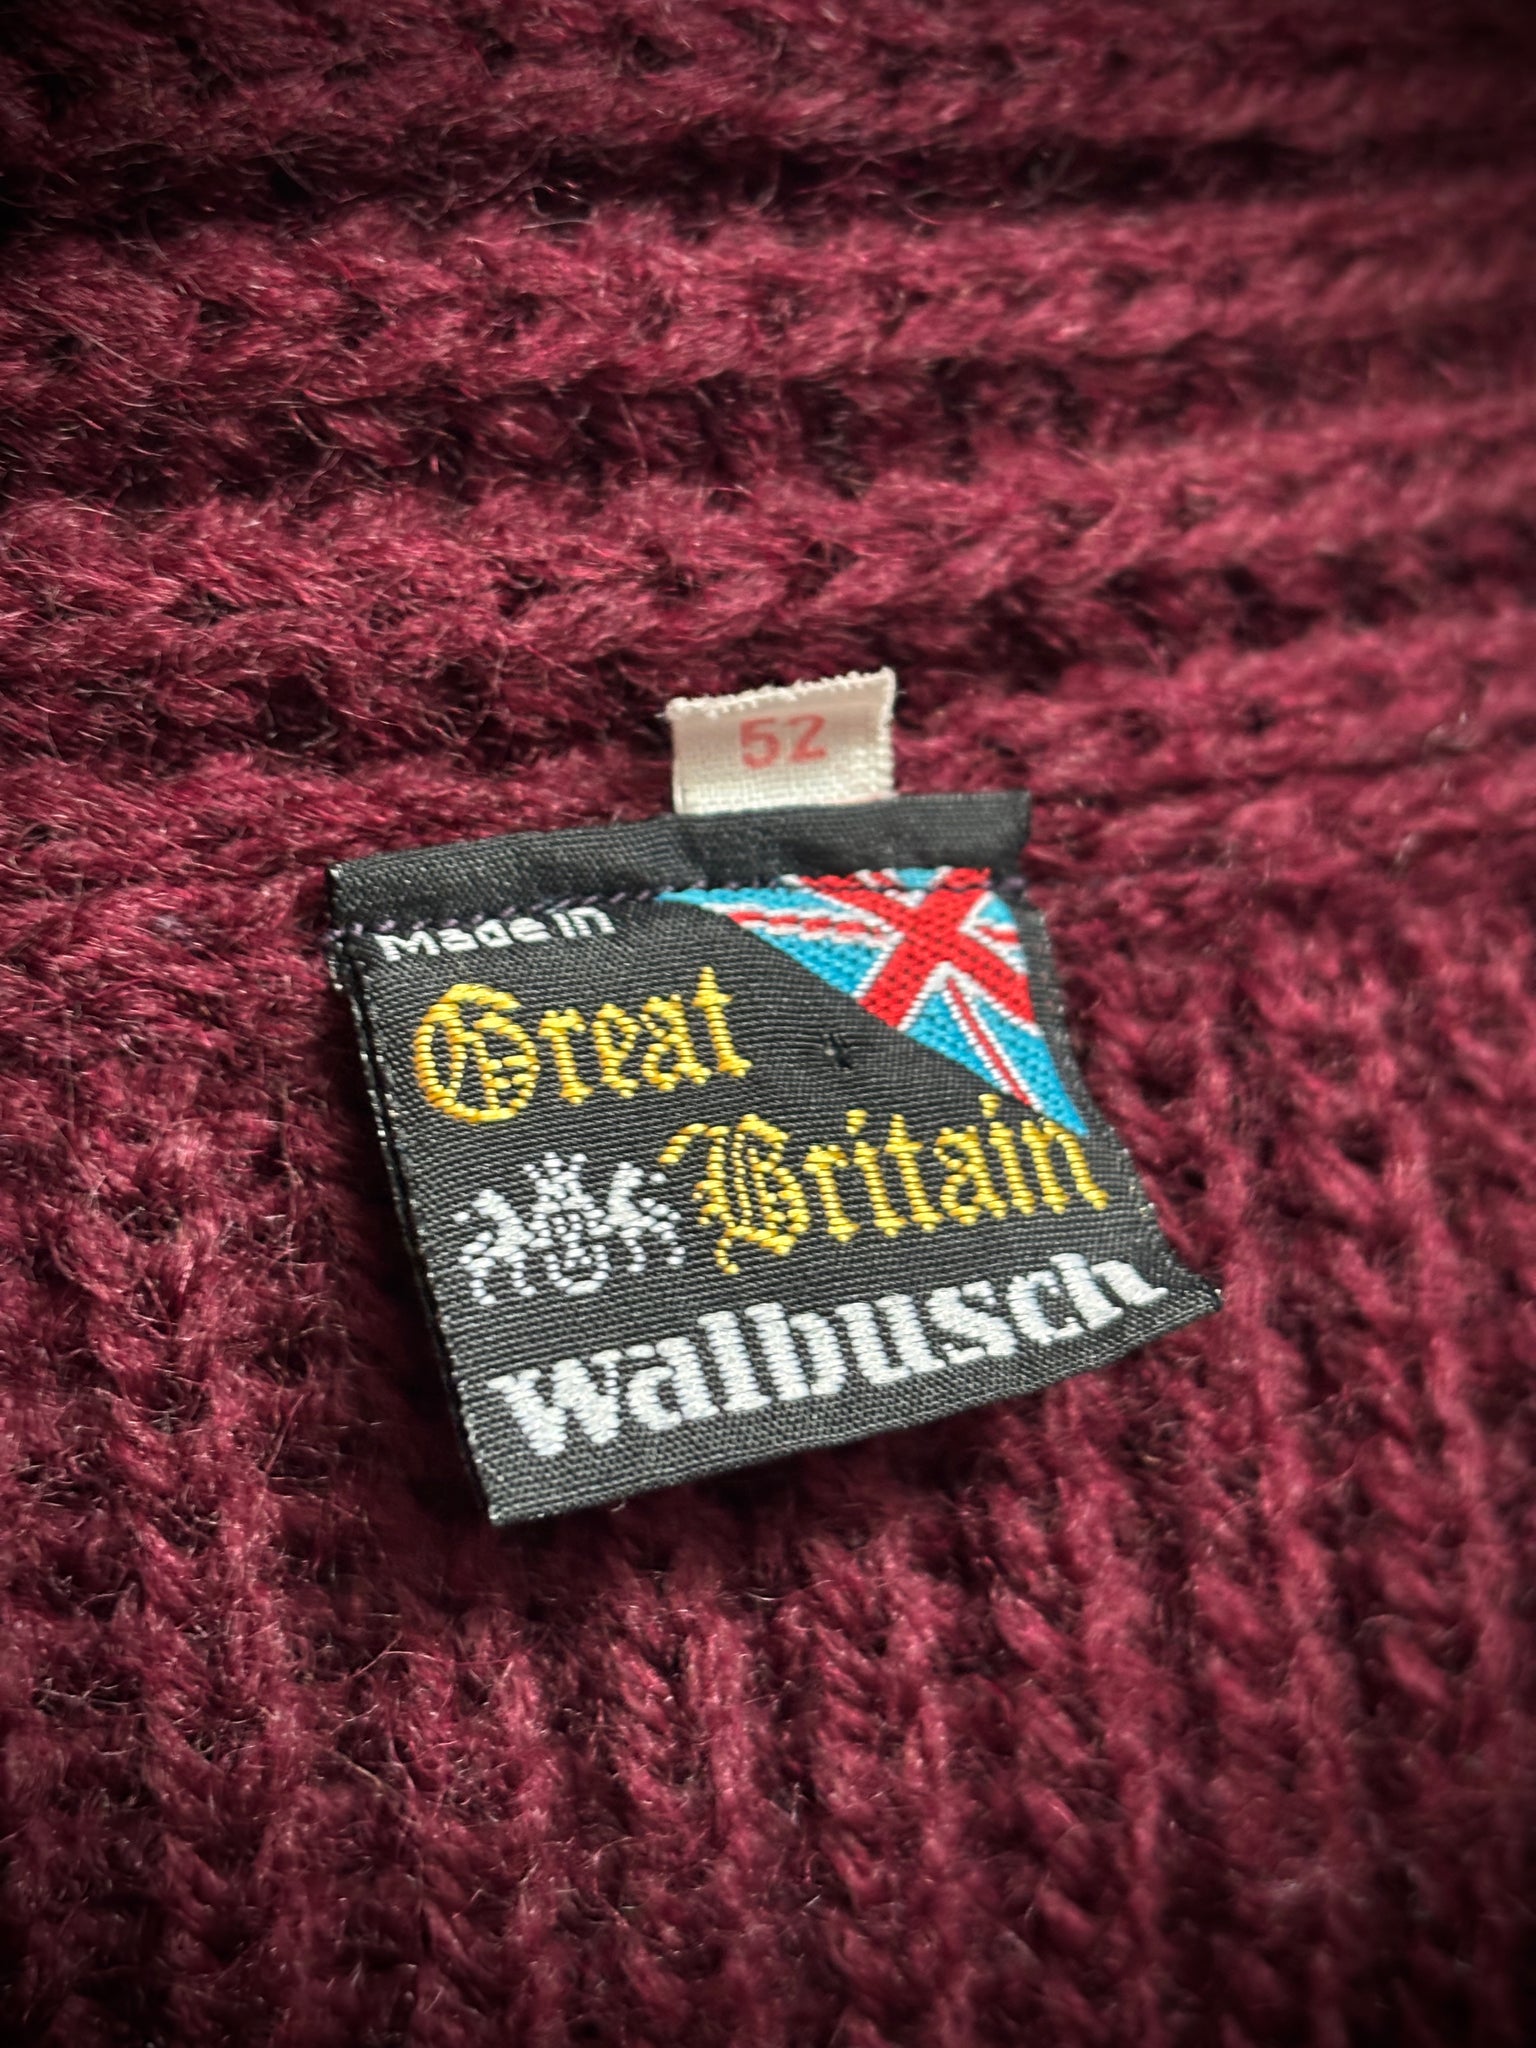 52
Made in
Great
Britain
walbusch